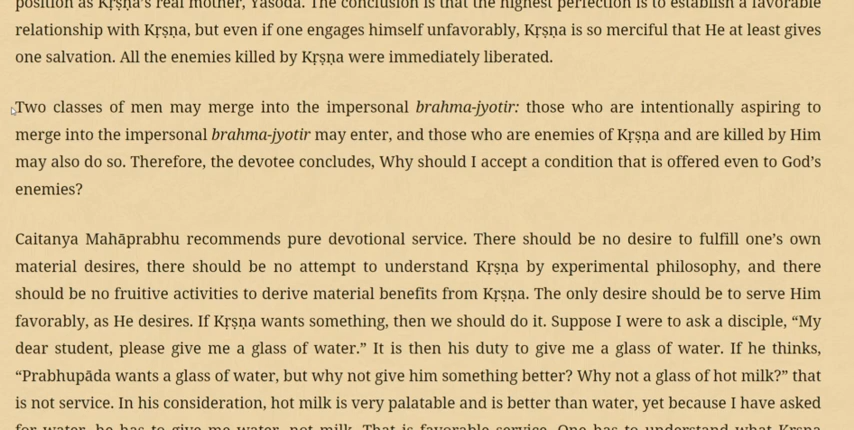 position as Kṛṣṇa's real mother, Yaśodā. The conclusion is that the highest perfection is to establish a favorable
relationship with Kṛṣṇa, but even if one engages himself unfavorably, Kṛṣṇa is so merciful that He at least gives
one salvation. All the enemies killed by Kṛṣṇa were immediately liberated.
Two classes of men may merge into the impersonal brahma-jyotir: those who are intentionally aspiring to
merge into the impersonal brahma-jyotir may enter, and those who are enemies of Kṛṣṇa and are killed by Him
may also do so. Therefore, the devotee concludes, Why should I accept a condition that is offered even to God’s
enemies?
Caitanya Mahāprabhu recommends pure devotional service. There should be no desire to fulfill one’s own
material desires, there should be no attempt to understand Kṛṣṇa by experimental philosophy, and there
should be no fruitive activities to derive material benefits from Kṛṣṇa. The only desire should be to serve Him
favorably, as He desires. If Kṛṣṇa wants something, then we should do it. Suppose I were to ask a disciple, “My
dear student, please give me a glass of water.” It is then his duty to give me a glass of water. If he thinks,
“Prabhupāda wants a glass of water, but why not give him something better? Why not a glass of hot milk?” that
is not service. In his consideration, hot milk is very palatable and is better than water, yet because I have asked
for water, he has to give me water, not milk. That is favorable service. One has to understand what Kṛṣṇa